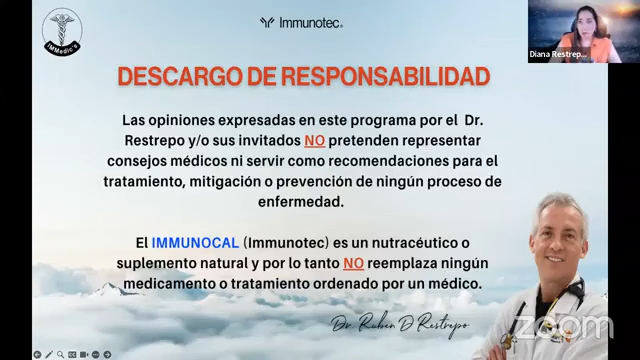 IMMedic's
Immunotec
Diana Restrep...
DESCARGO DE RESPONSABILIDAD
Las opiniones expresadas en este programa por el Dr.
Restrepo y/o sus invitados NO pretenden representar
consejos médicos ni servir como recomendaciones para el
tratamiento, mitigación o prevención de ningún proceso de
enfermedad.
El IMMUNOCAL (Immunotec) es un nutracéutico o
suplemento natural y por lo tanto NO reemplaza ningún
medicamento o tratamiento ordenado por un médico.
Dr. Ruben D Restrepo
zoom